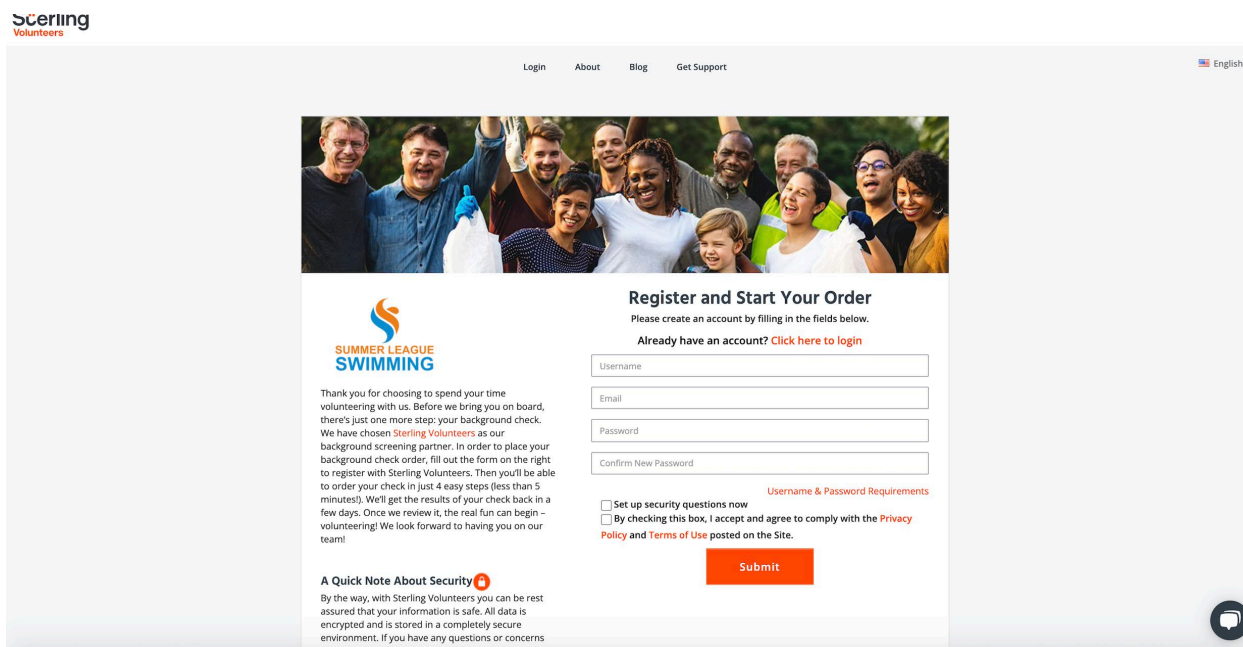 Sterling
Volunteers
Login About Blog Get Support
English
SUMMER LEAGUE
SWIMMING
Thank you for choosing to spend your time
volunteering with us. Before we bring you on board,
there's just one more step: your background check.
We have chosen Sterling Volunteers as our
background screening partner. In order to place your
background check order, fill out the form on the right
to register with Sterling Volunteers. Then you'll be able
to order your check in just 4 easy steps (less than 5
minutes!). We'll get the results of your check back in a
few days. Once we review it, the real fun can begin –
volunteering! We look forward to having you on our
team!
A Quick Note About Security
By the way, with Sterling Volunteers you can be rest
assured that your information is safe. All data is
encrypted and is stored in a completely secure
environment. If you have any questions or concerns
Register and Start Your Order
Please create an account by filling in the fields below.
Already have an account? Click here to login
Username
Email
Password
Confirm New Password
Username & Password Requirements
Set up security questions now
By checking this box, I accept and agree to comply with the Privacy
Policy and Terms of Use posted on the Site.
Submit